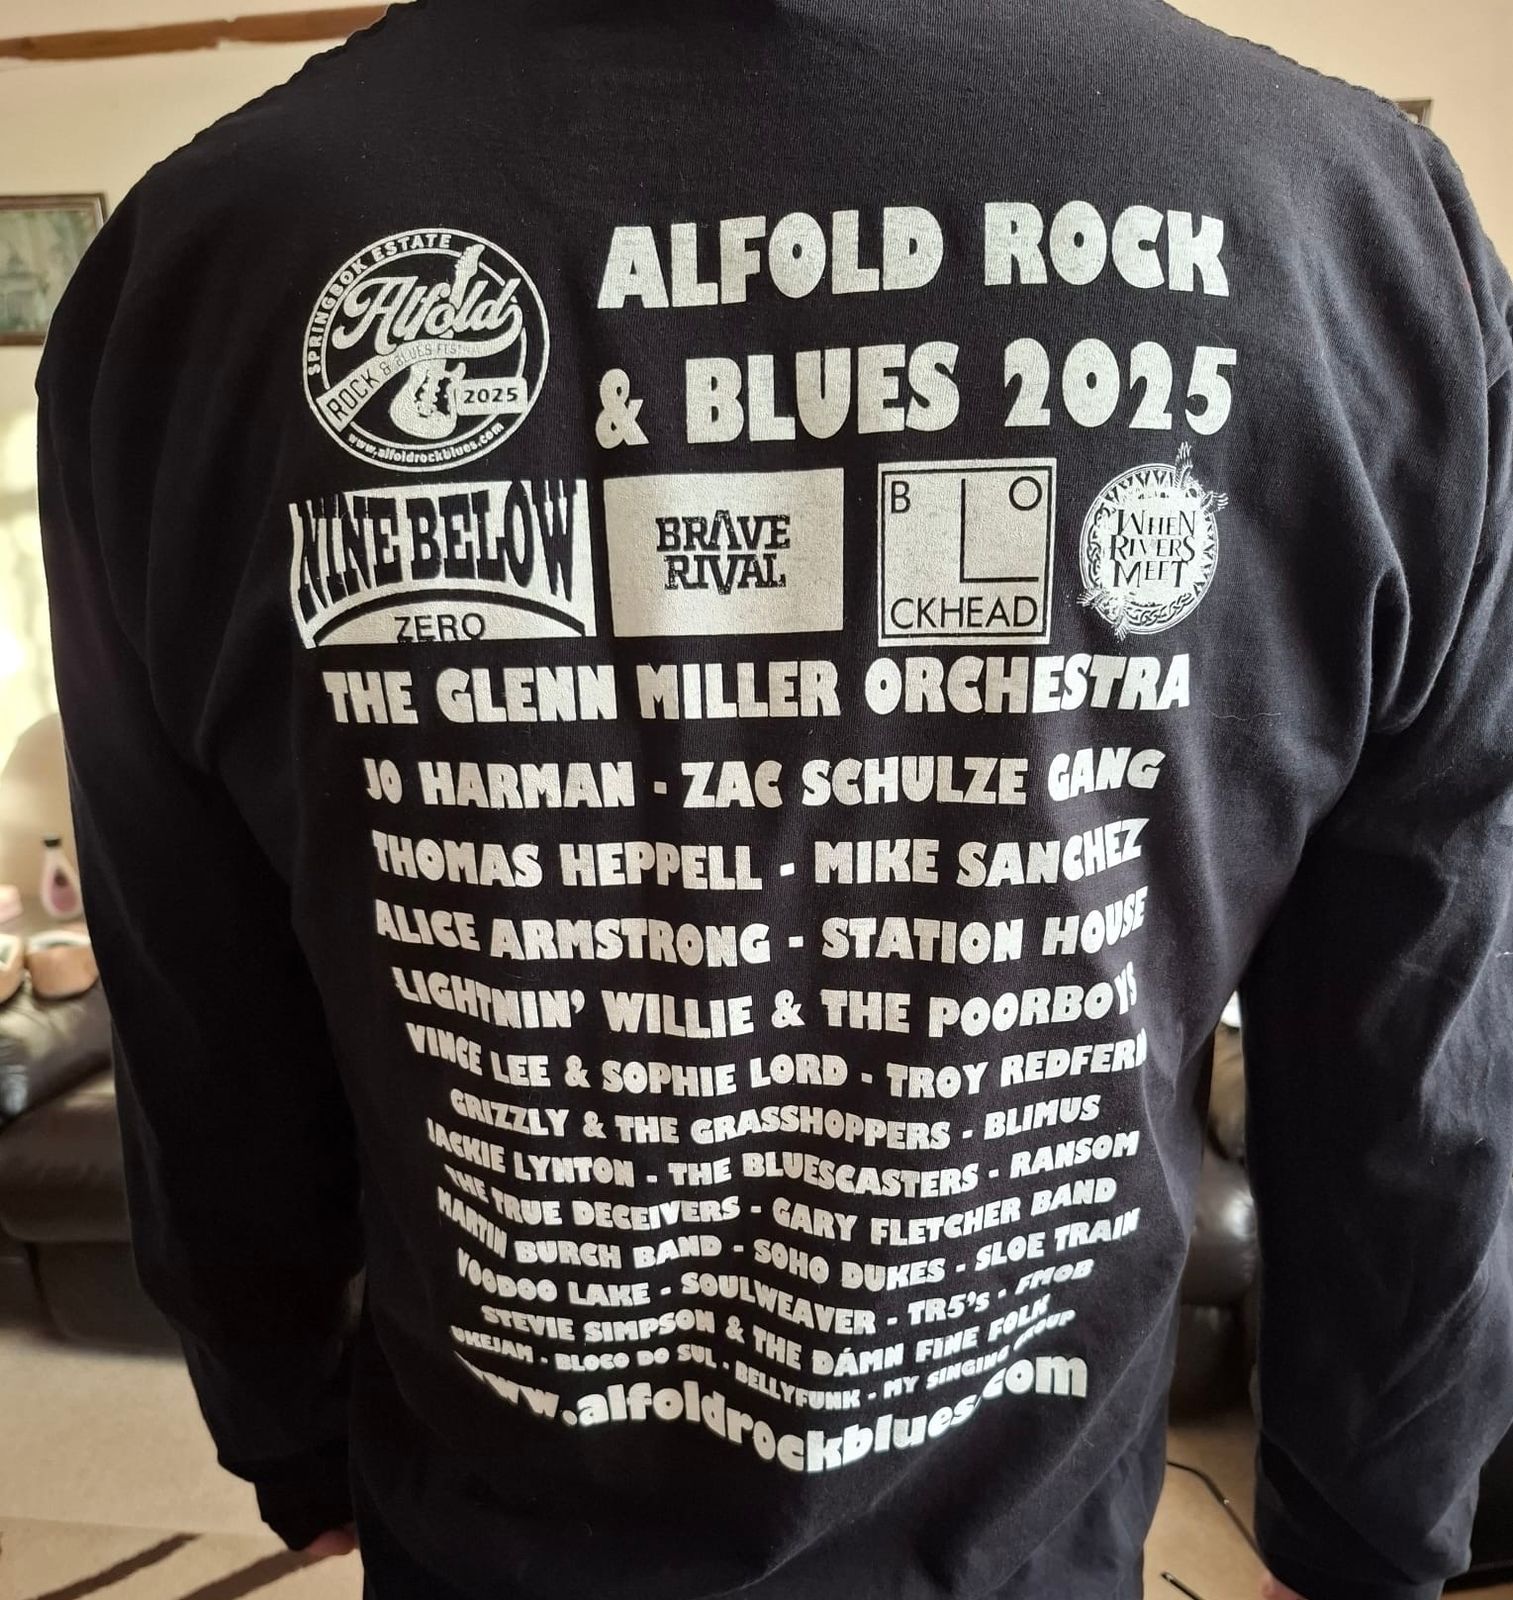 SPRINGBOK ESTATE
Alfold
ROCK & BLUES FESTIVAL
2025
www.alfoldrockblues.com
ALFOLD ROCK
& BLUES 2025
NINE BELOW
ZERO
BRAVE
RIVAL
B L O
CKHEAD
WHEN
RIVERS
MEET
THE GLENN MILLER ORCHESTRA
JO HARMAN - ZAC SCHULZE GANG
THOMAS HEPPELL - MIKE SANCHEZ
ALICE ARMSTRONG - STATION HOUSE
LIGHTNIN' WILLIE & THE POORBOYS
VINCE LEE & SOPHIE LORD - TROY REDFERN
GRIZZLY & THE GRASSHOPPERS - BLIMUS
JACKIE LYNTON - THE BLUESCASTERS - RANSOM
THE TRUE DECEIVERS - GARY FLETCHER BAND
MARTIN BURCH BAND - SOHO DUKES - SLOE TRAIN
VOODOO LAKE - SOULWEAVER - TR5's - FMOB
STEVIE SIMPSON & THE DÁMN FINE FOLK
UKEJAM - BLOCO DO SUL - BELLYFUNK - MY SINGING GROUP
www.alfoldrockblues.com